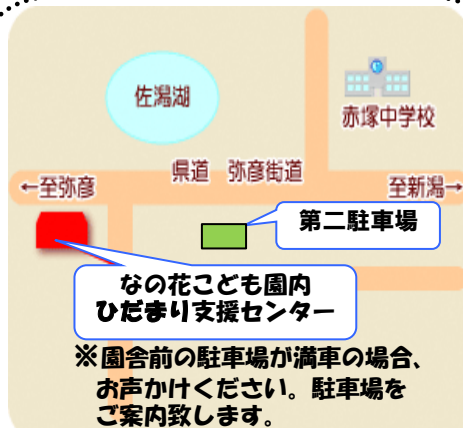 佐潟湖
赤塚中学校
県道 弥彦街道
←至弥彦
至新潟→
第二駐車場
なの花こども園内
ひだまり支援センター
※園舎前の駐車場が満車の場合、
お声かけください。駐車場を
ご案内致します。